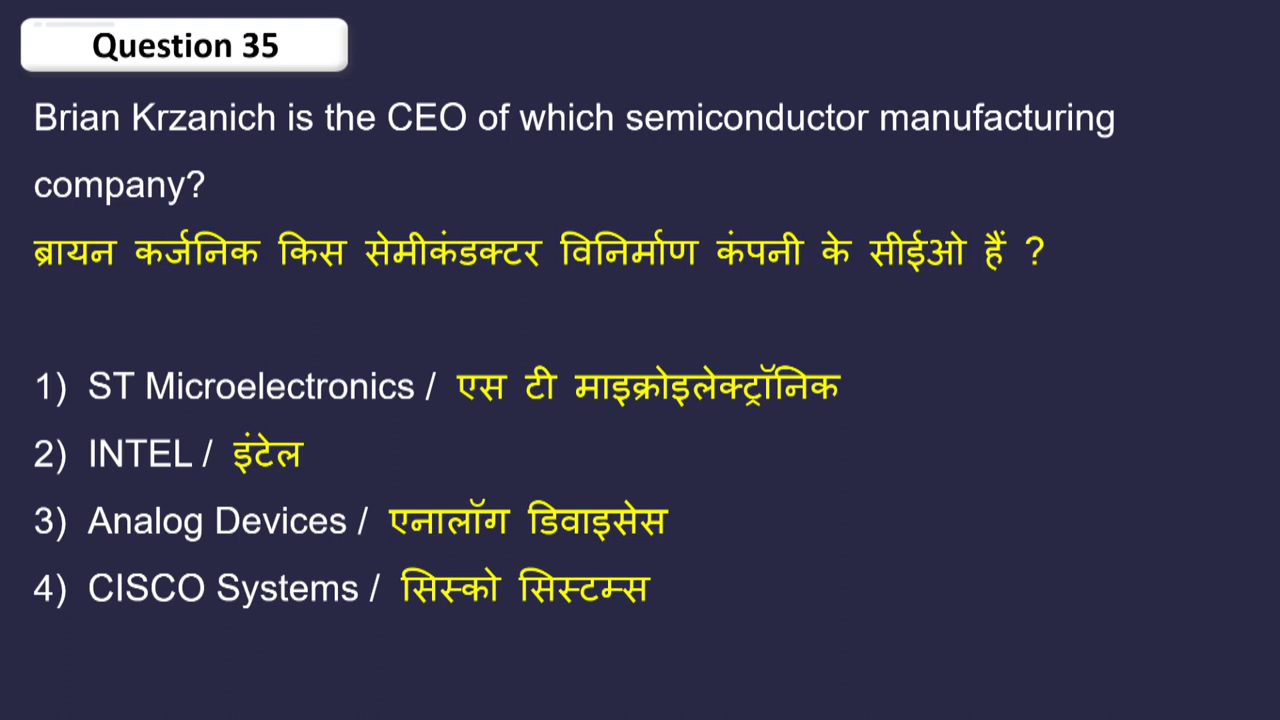 Question 35
Brian Krzanich is the CEO of which semiconductor manufacturing
company?
ब्रायन कर्जनिक किस सेमीकंडक्टर विनिर्माण कंपनी के सीईओ हैं ?
1) ST Microelectronics / एस टी माइक्रोइलेक्ट्रॉनिक
2) INTEL / इंटेल
3) Analog Devices / एनालॉग डिवाइसेस
4) CISCO Systems / सिस्को सिस्टम्स